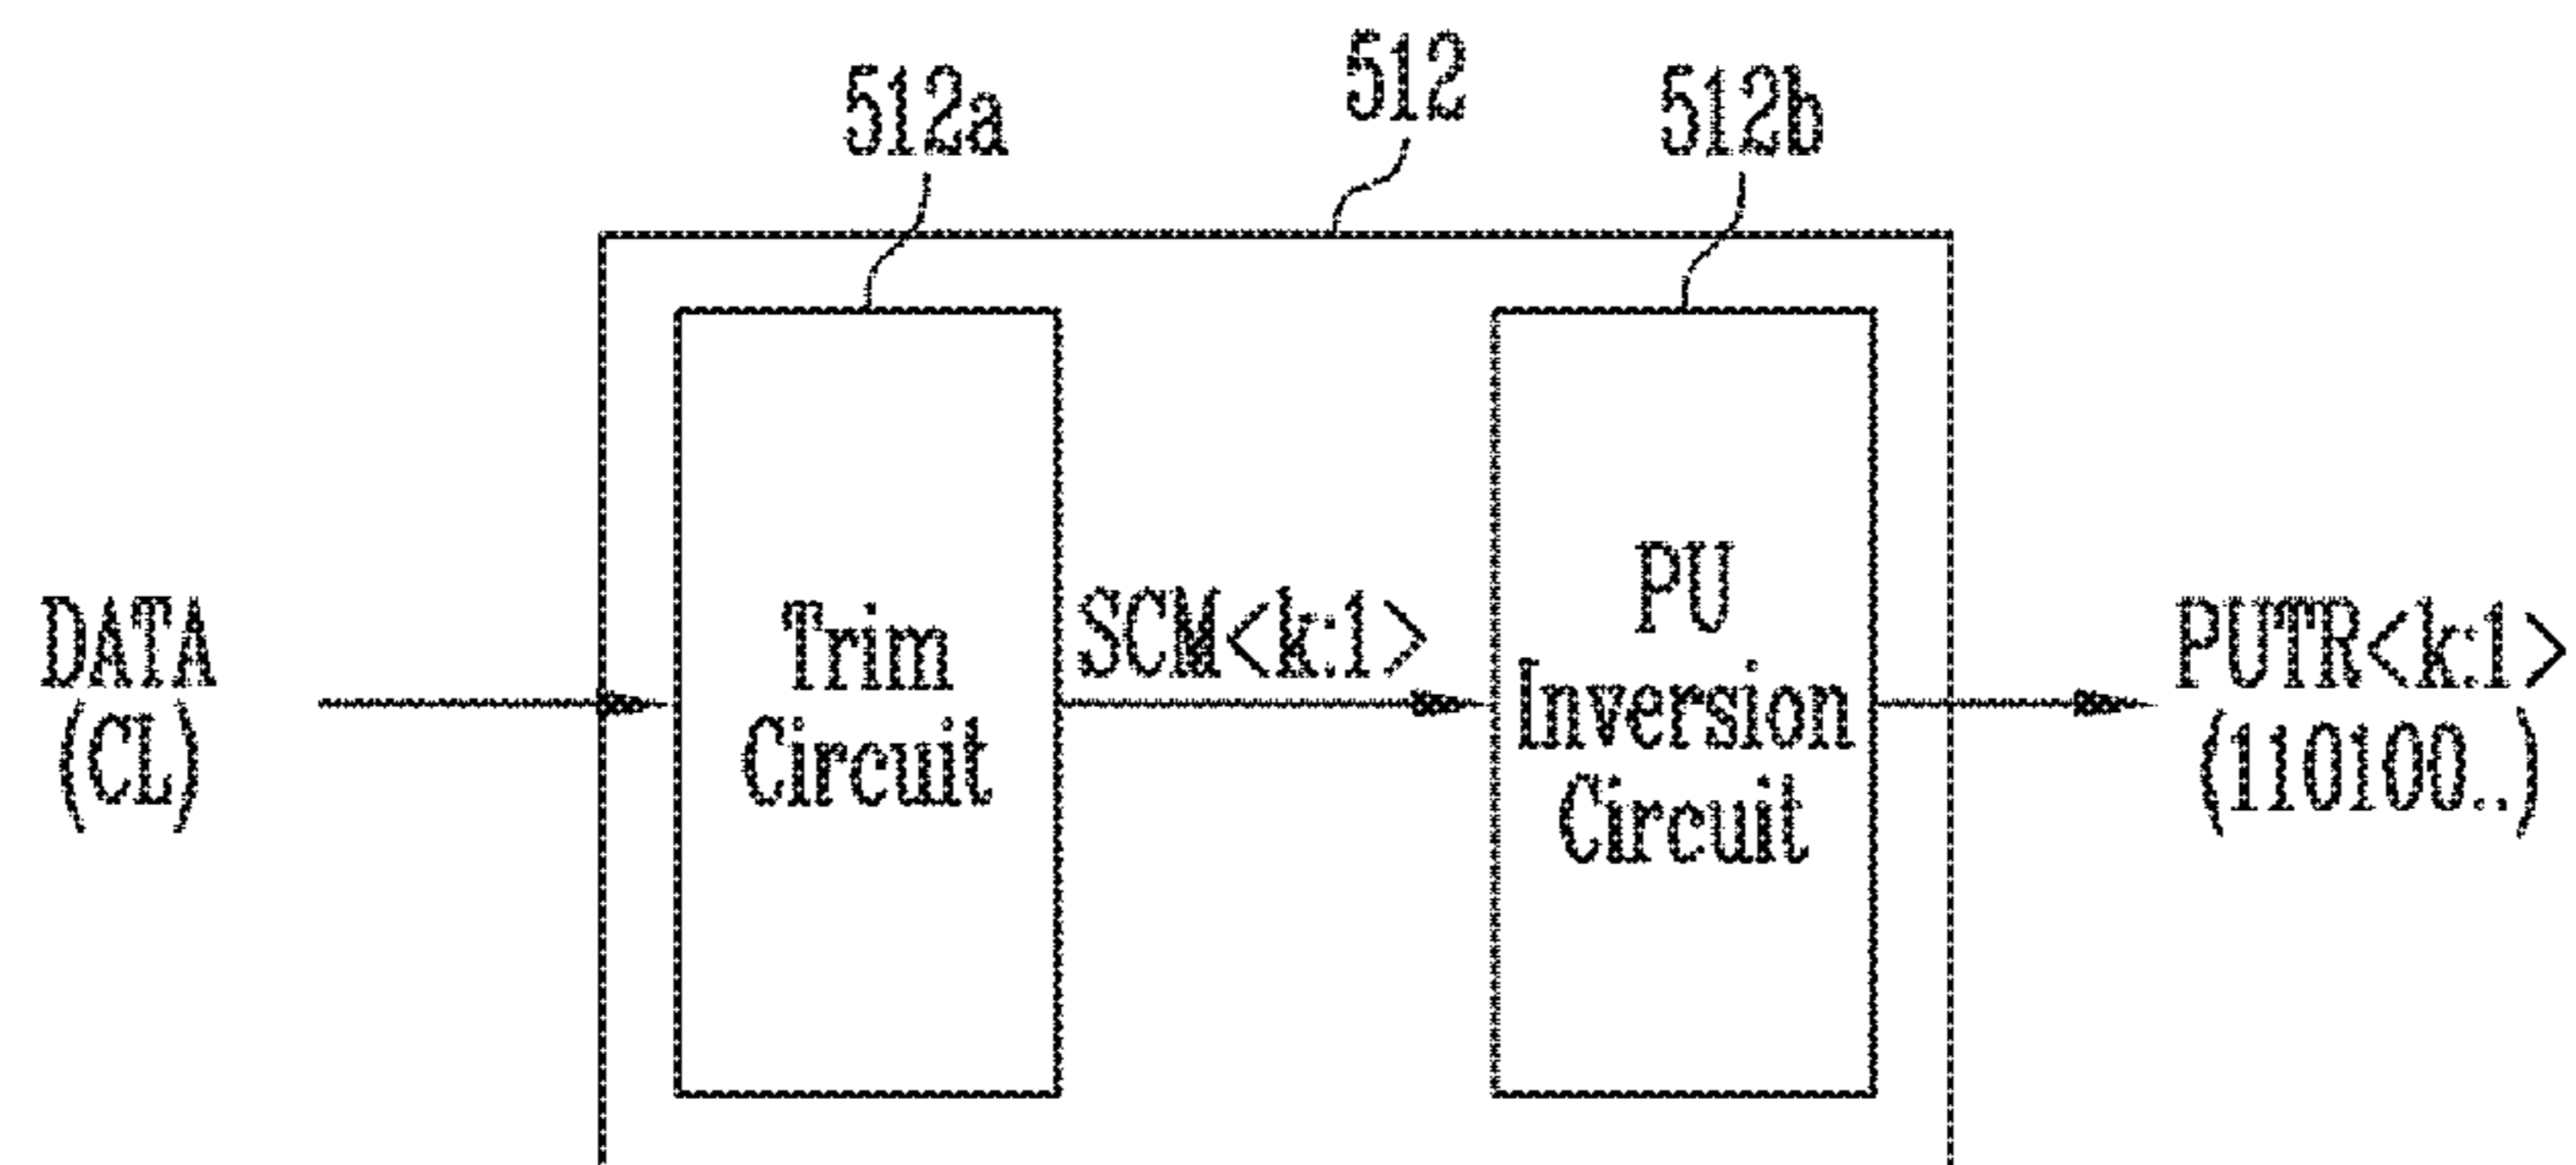 512
512a
512b
DATA
(CL)
Trim
Circuit
SCM<k:1>
PU
Inversion
Circuit
PUTR<k:1>
(110100..)